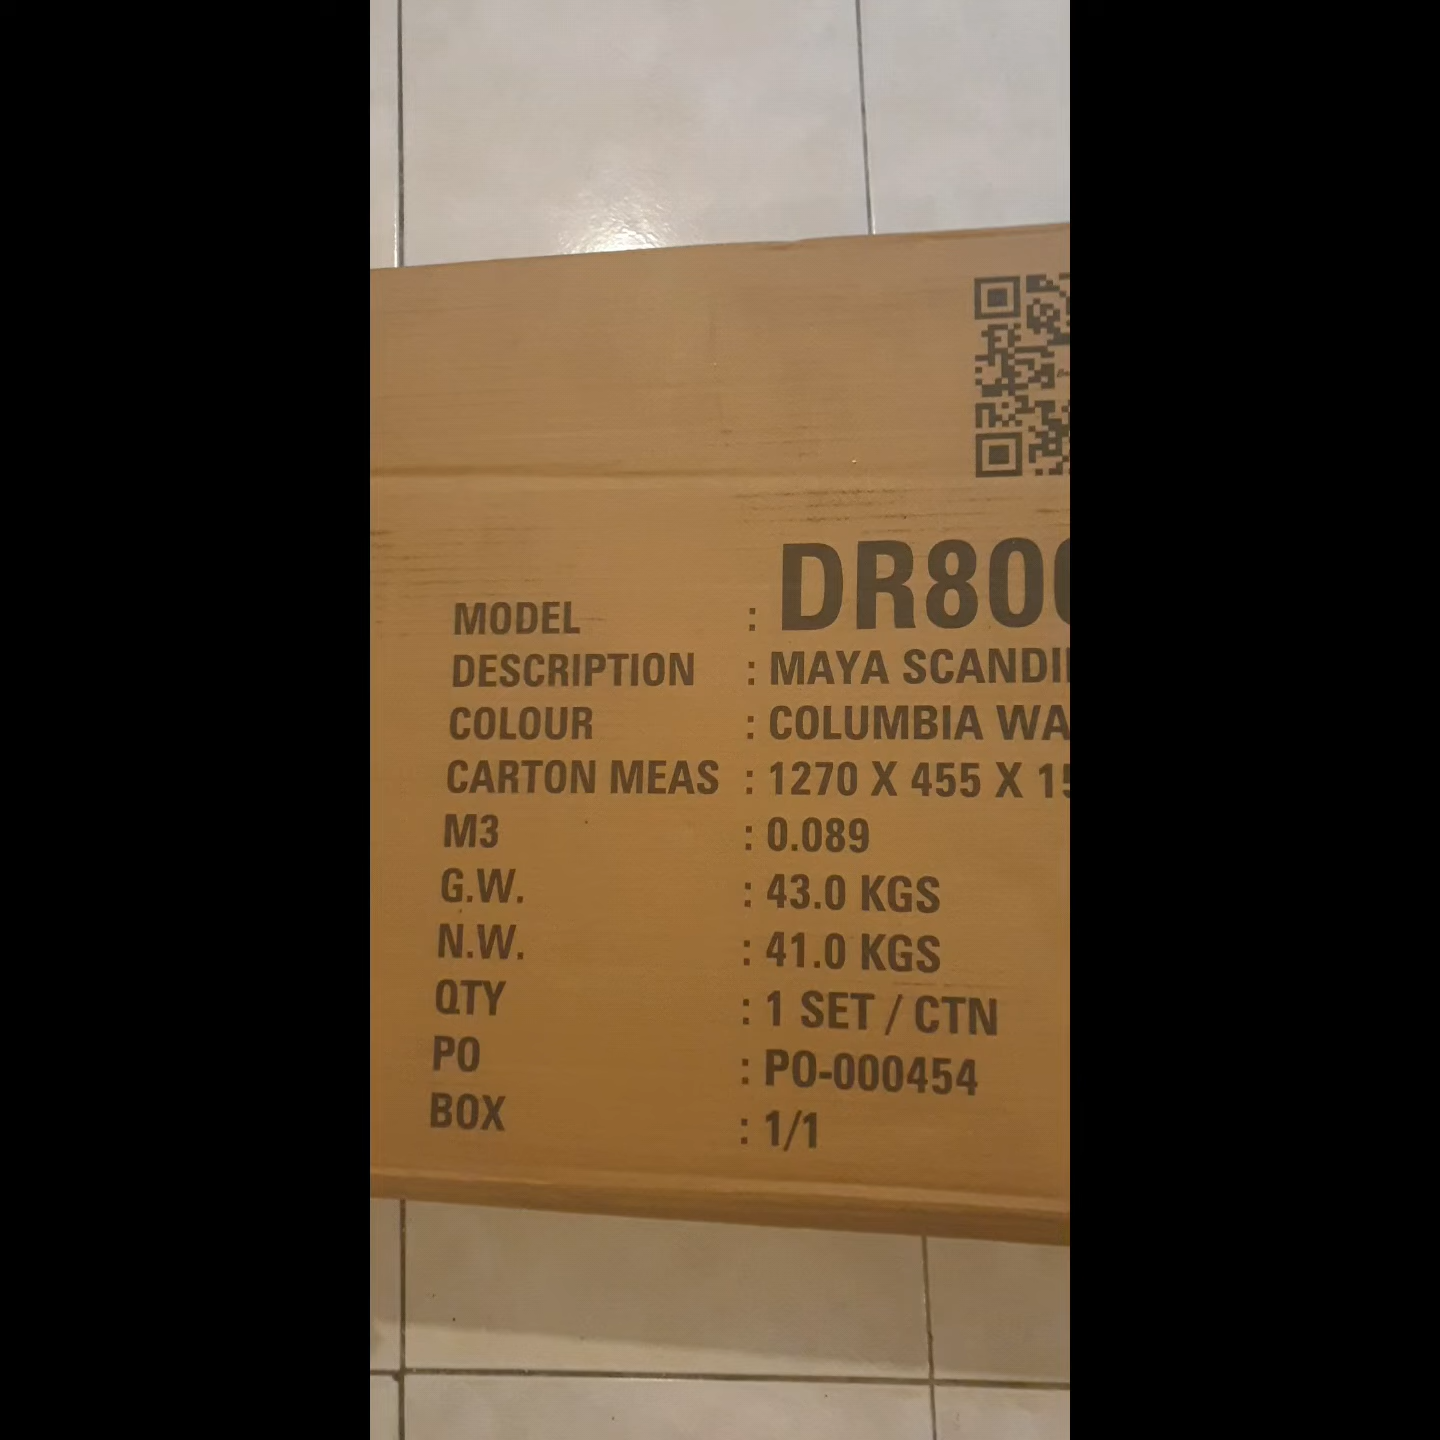 MODEL : DR80
DESCRIPTION : MAYA SCANDI
COLOUR : COLUMBIA WA
CARTON MEAS : 1270 X 455 X 15
M3 : 0.089
G.W. : 43.0 KGS
N.W. : 41.0 KGS
QTY : 1 SET / CTN
PO : PO-000454
BOX : 1/1